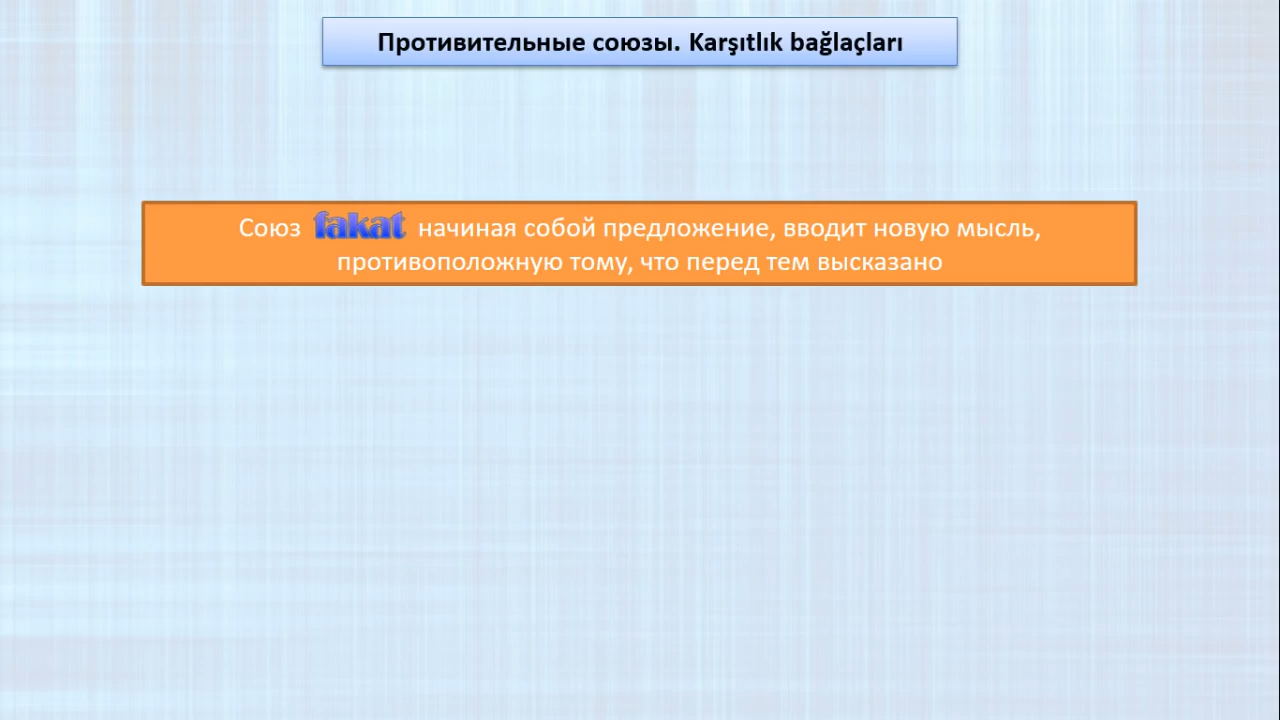 Противительные союзы. Karşıtlık bağlaçları
Союз fakat начиная собой предложение, вводит новую мысль,
противоположную тому, что перед тем высказано